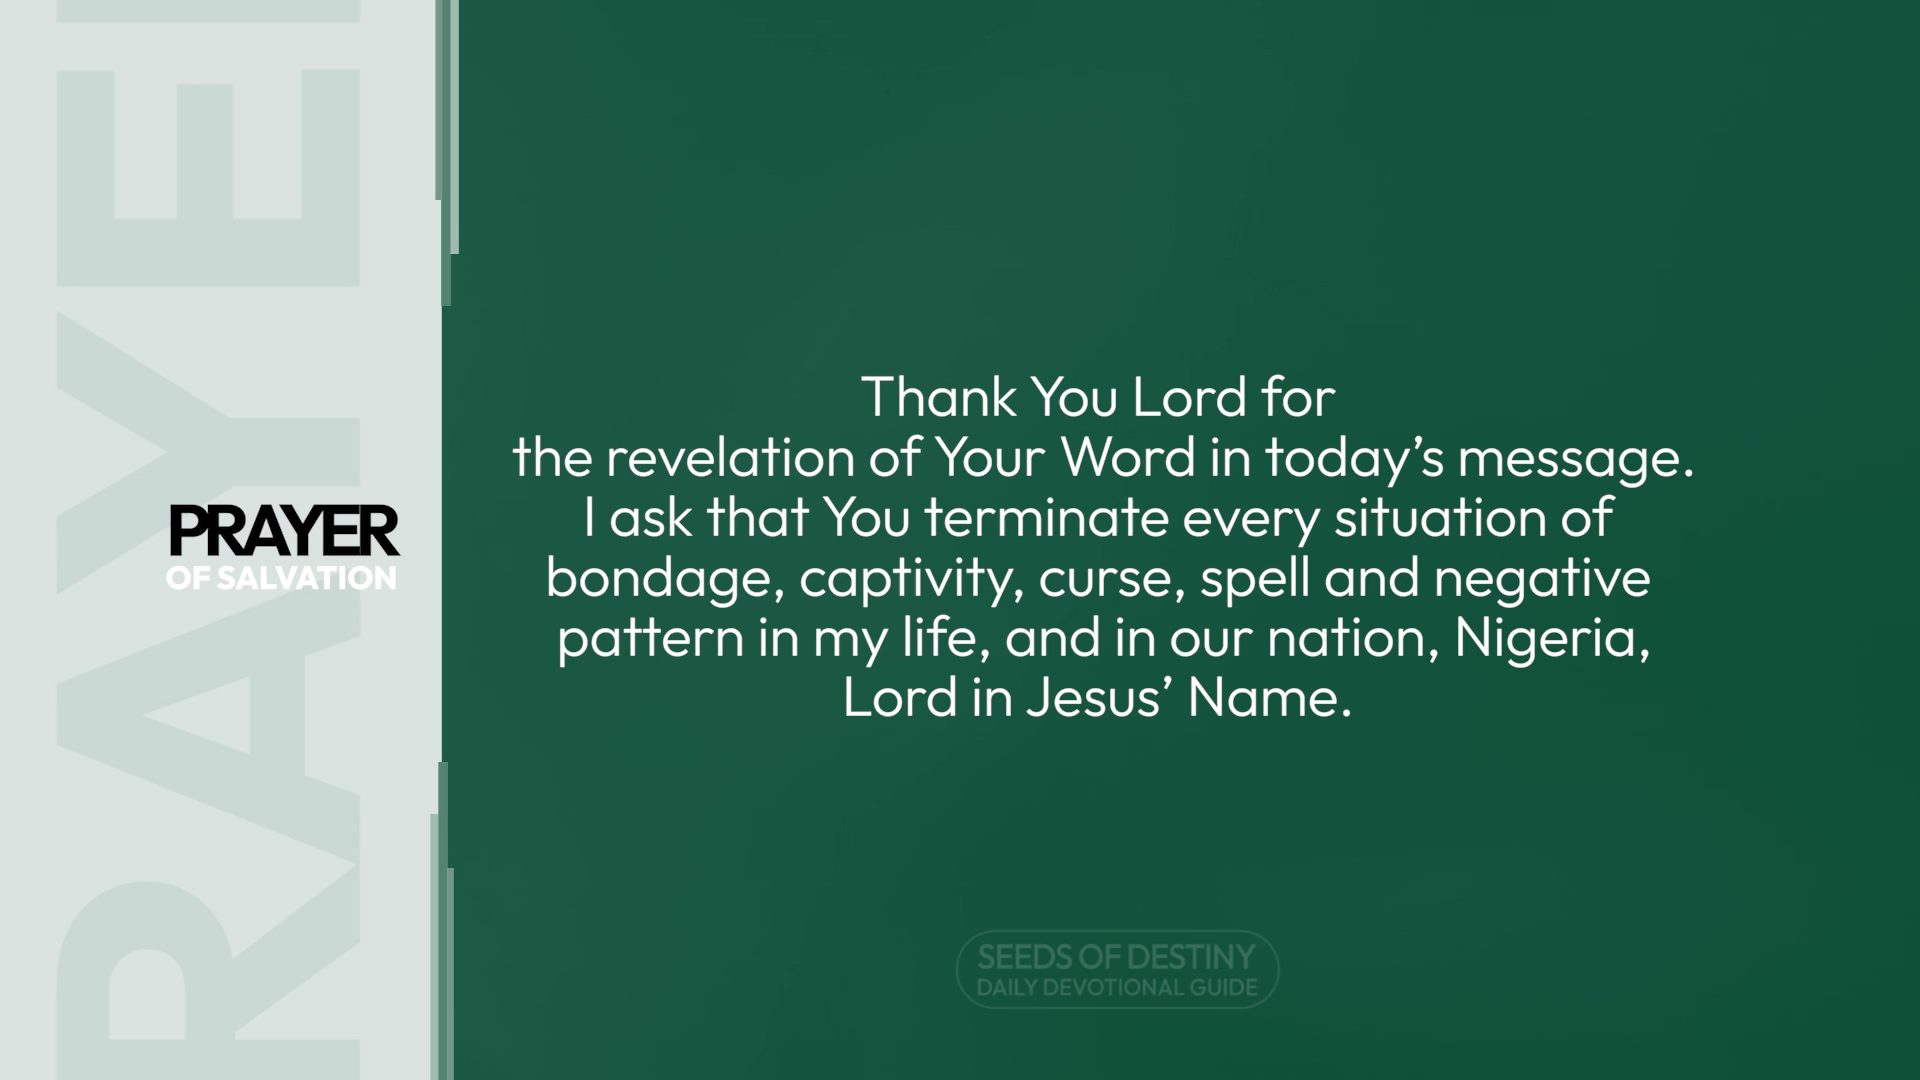 PRAYER
PRAYER
OF SALVATION
Thank You Lord for
the revelation of Your Word in today’s message.
I ask that You terminate every situation of
bondage, captivity, curse, spell and negative
pattern in my life, and in our nation, Nigeria,
Lord in Jesus’ Name.
SEEDS OF DESTINY
DAILY DEVOTIONAL GUIDE